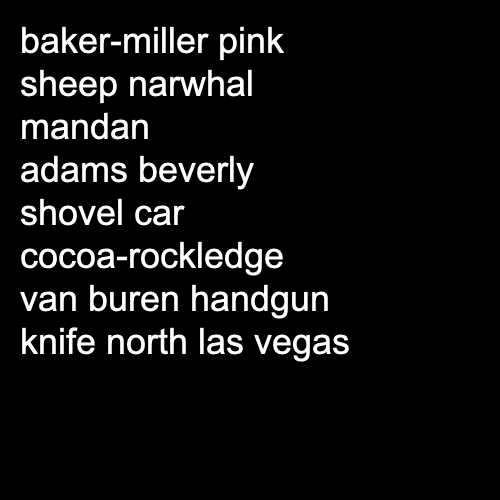 baker-miller pink
sheep narwhal
mandan
adams beverly
shovel car
cocoa-rockledge
van buren handgun
knife north las vegas